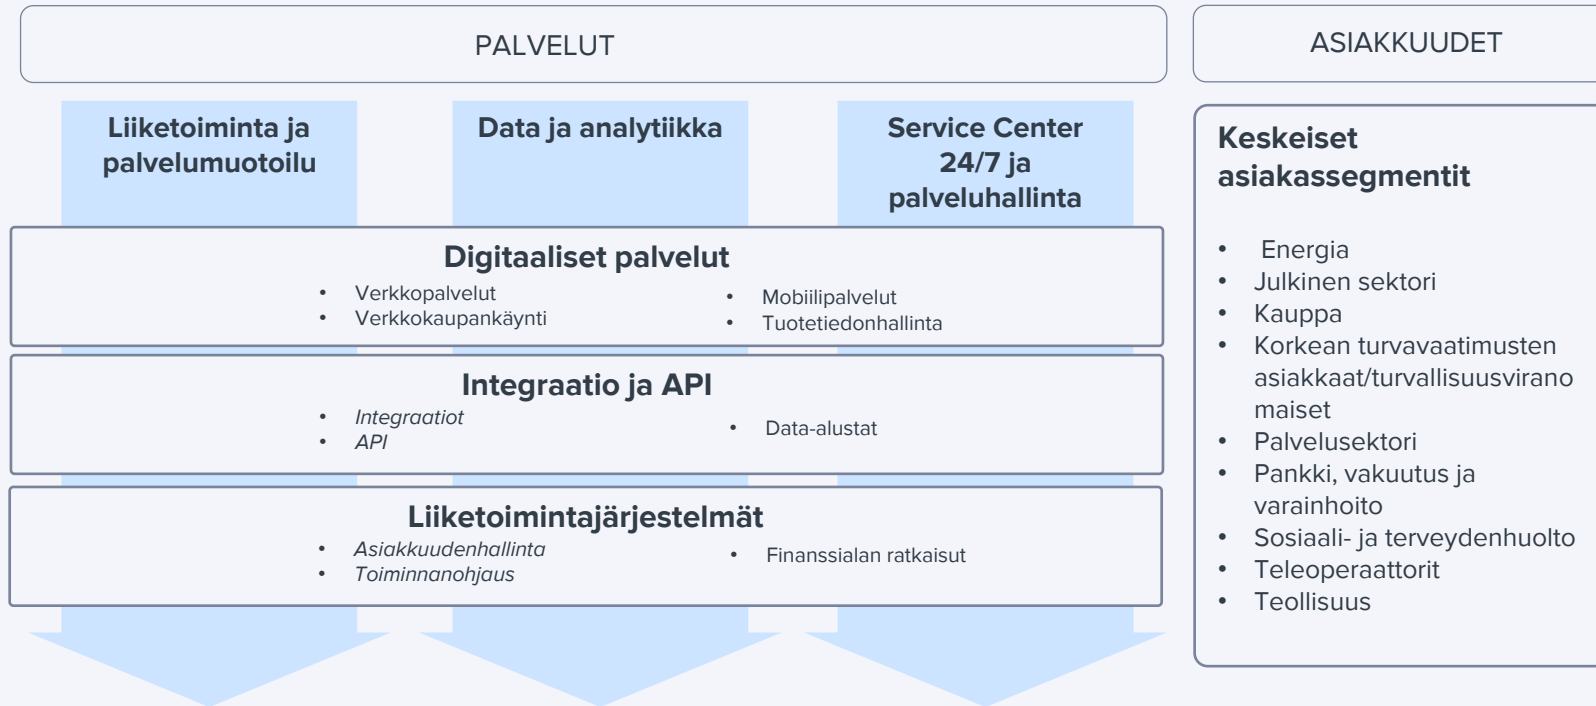 PALVELUT
ASIAKKUUDET
Liiketoiminta ja
palvelumuotoilu
Data ja analytiikka
Service Center
24/7 ja
palveluhallinta
Digitaaliset palvelut
• Verkkopalvelut
• Verkkokaupankäynti
• Mobiilipalvelut
• Tuotetiedonhallinta
Integraatio ja API
• Integraatiot
• API
• Data-alustat
Liiketoimintajärjestelmät
• Asiakkuudenhallinta
• Toiminnanohjaus
• Finanssialan ratkaisut
Keskeiset
asiakassegmentit
• Energia
• Julkinen sektori
• Kauppa
• Korkean turvavaatimusten
asiakkaat/turvallisuusvirano
maiset
• Palvelusektori
• Pankki, vakuutus ja
varainhoito
• Sosiaali- ja terveydenhuolto
• Teleoperaattorit
• Teollisuus